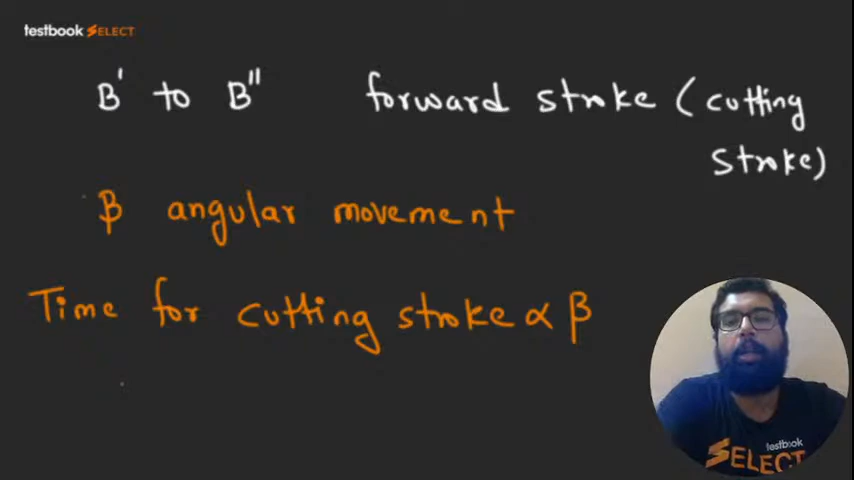 testbook SELECT
B' to B" forward stroke (cutting
stroke)
β angular movement
Time for cutting stroke ∝ β
testbook
SELECT